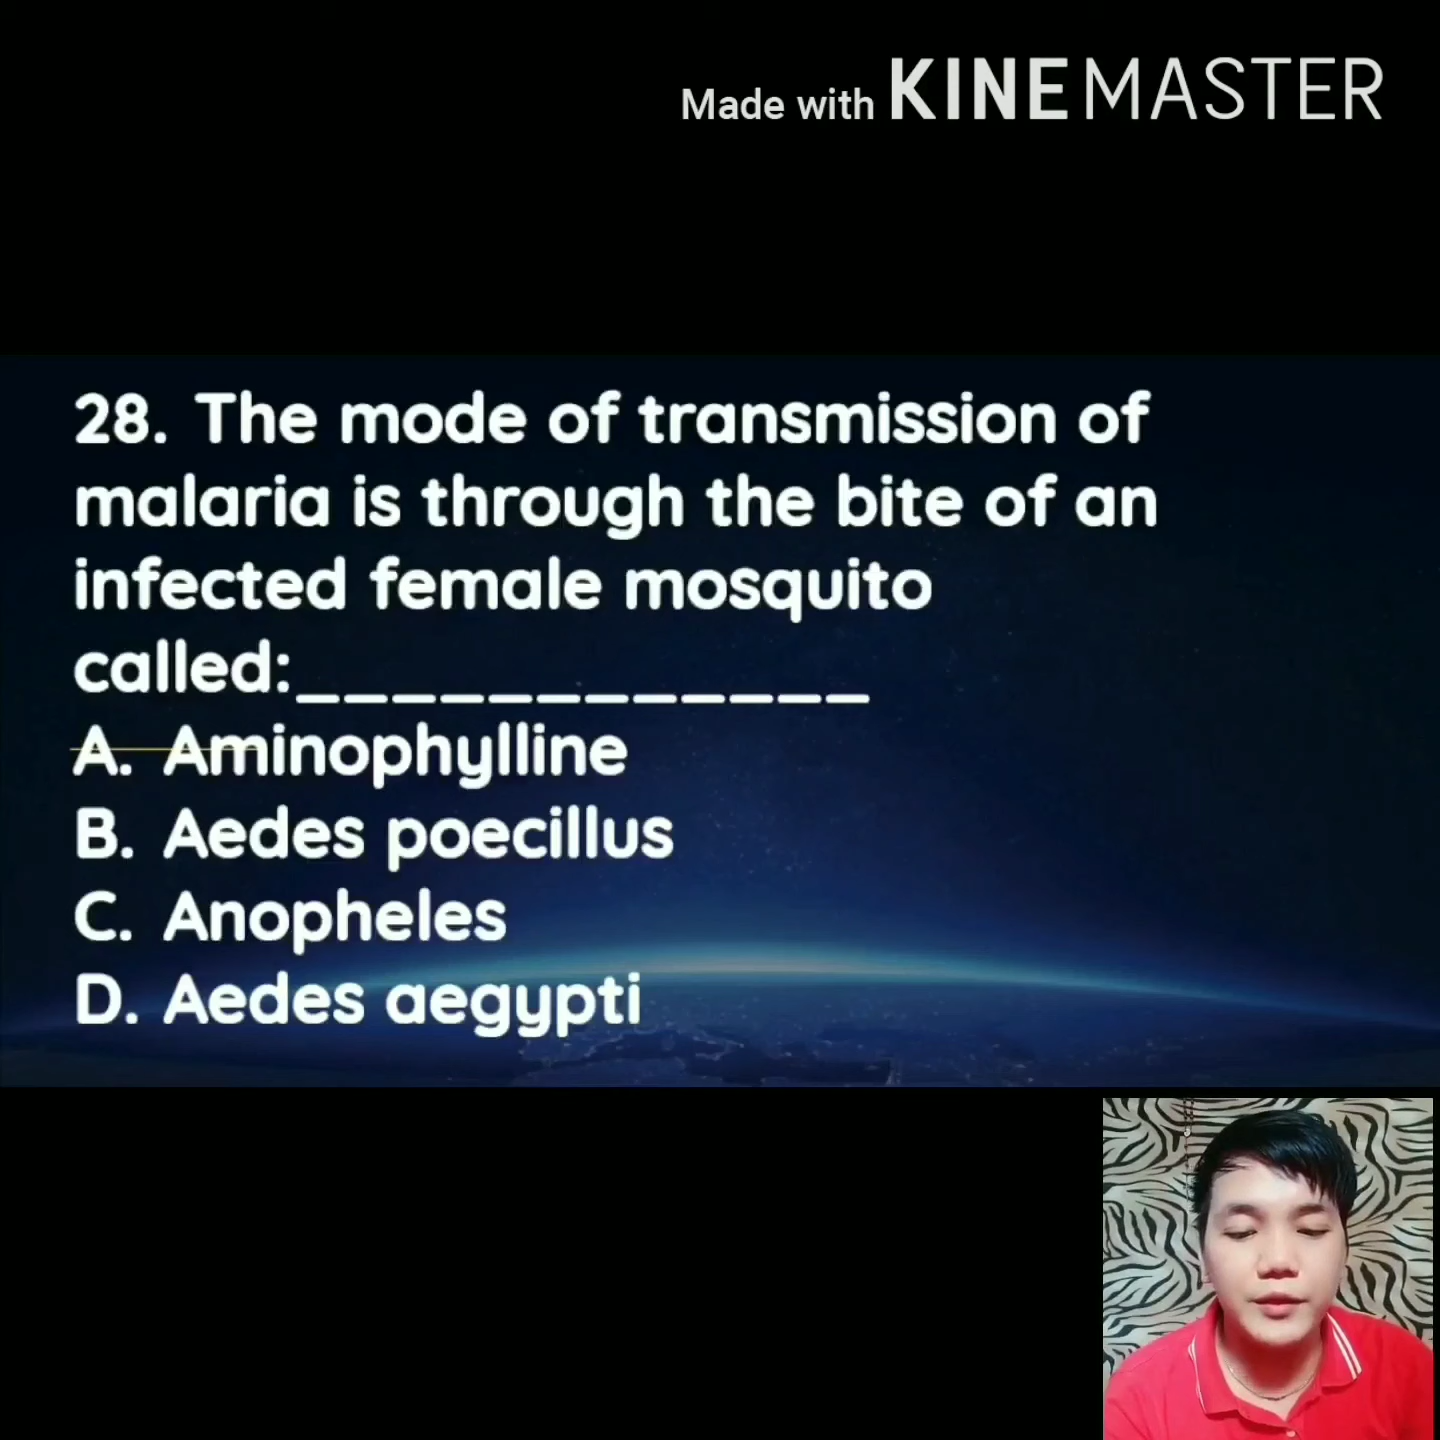 Made with KINEMASTER
28. The mode of transmission of
malaria is through the bite of an
infected female mosquito
called:____________
A. Aminophylline
B. Aedes poecillus
C. Anopheles
D. Aedes aegypti